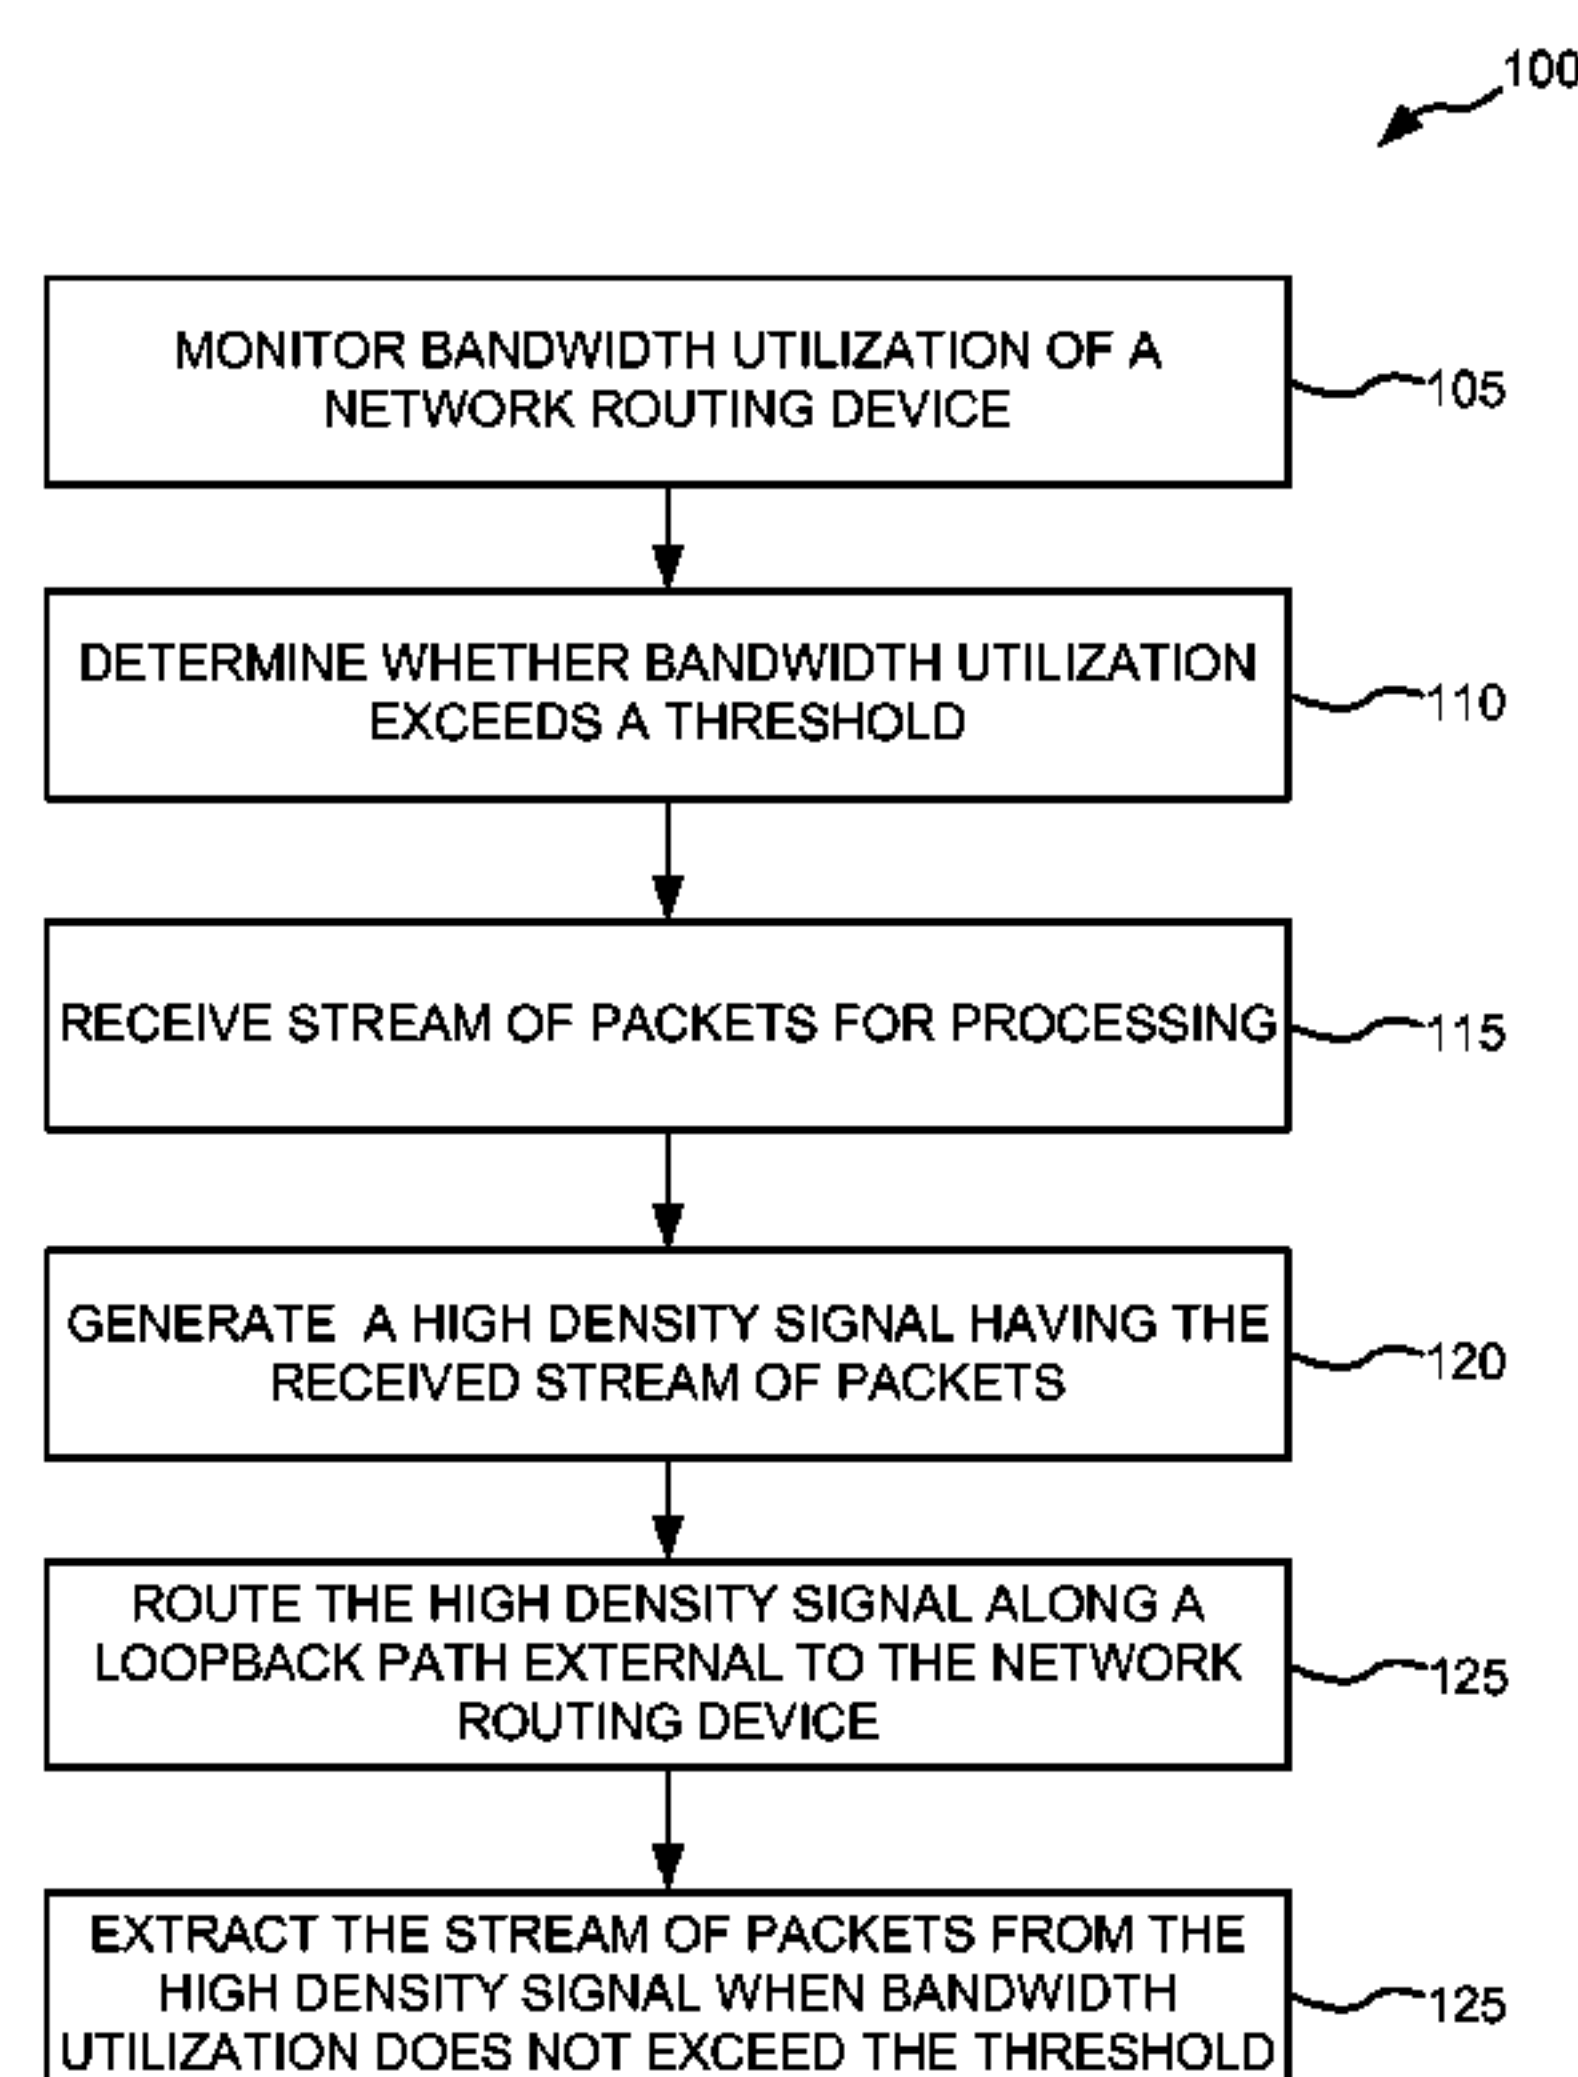 100
MONITOR BANDWIDTH UTILIZATION OF A
NETWORK ROUTING DEVICE
105
DETERMINE WHETHER BANDWIDTH UTILIZATION
EXCEEDS A THRESHOLD
110
RECEIVE STREAM OF PACKETS FOR PROCESSING
115
GENERATE A HIGH DENSITY SIGNAL HAVING THE
RECEIVED STREAM OF PACKETS
120
ROUTE THE HIGH DENSITY SIGNAL ALONG A
LOOPBACK PATH EXTERNAL TO THE NETWORK
ROUTING DEVICE
125
EXTRACT THE STREAM OF PACKETS FROM THE
HIGH DENSITY SIGNAL WHEN BANDWIDTH
UTILIZATION DOES NOT EXCEED THE THRESHOLD
125